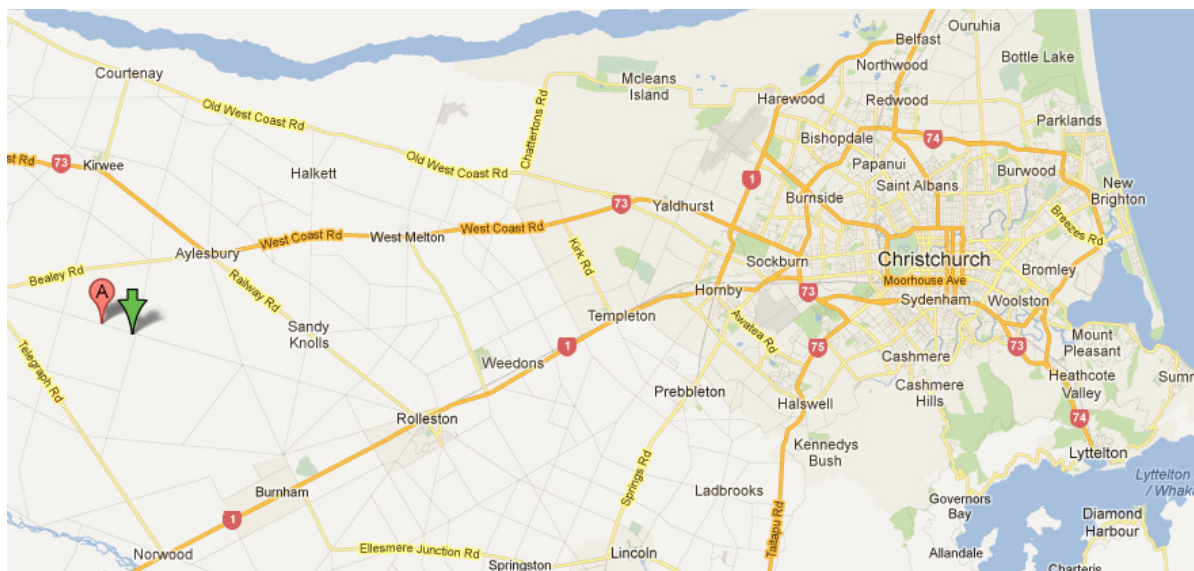 Ouruhia
Belfast
Bottle Lake
Northwood
Courtenay
Mcleans
Island
Harewood
Redwood
Old West Coast Rd
Chattertons Rd
Parklands
Bishopdale
74
73
Kirwee
Old West Coast Rd
Papanui
Halkett
1
Saint Albans
Burwood
New
Brighton
73
Yaldhurst
Burnside
Breezes Rd
West Coast Rd
West Melton
West Coast Rd
Aylesbury
Kirk Rd
Sockburn
Christchurch
Bromley
Bealey Rd
Railway Rd
Moorhouse Ave
A
Hornby
73
Sydenham
Woolston
Templeton
Sandy
Knolls
Awatea Rd
75
73
Mount
Pleasant
1
Weedons
Cashmere
Telegraph Rd
Prebbleton
Cashmere
Hills
Heathcote
Valley
Halswell
Rolleston
74
Kennedys
Bush
Lyttelton
Springs Rd
Lyttelton
Burnham
Ladbrooks
Governors
Bay
Diamond
Harbour
1
Taitapu Rd
Norwood
Ellesmere Junction Rd
Lincoln
Allandale
Springston